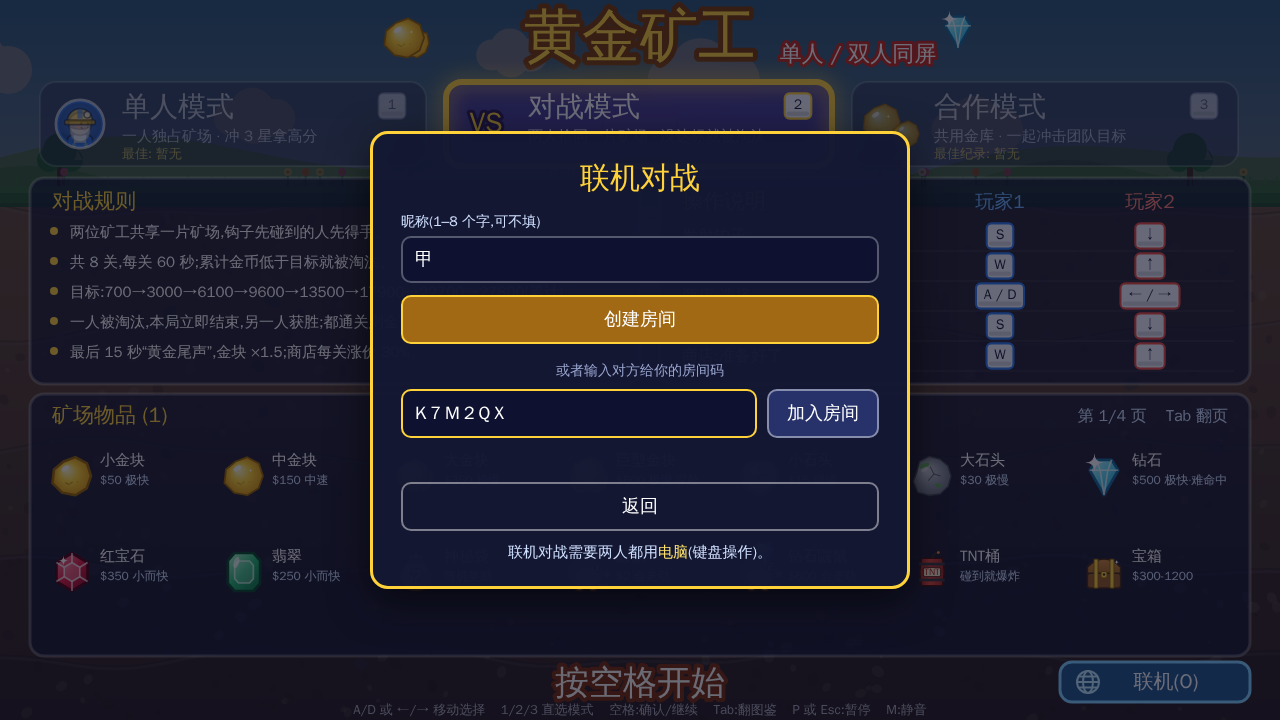 黄金矿工
单人 / 双人同屏
单人模式
1
一人独占矿场 · 冲 3 星拿高分
最佳: 暂无
VS
对战模式
2
合作模式
3
共用金库 · 一起冲击团队目标
最佳纪录: 暂无
联机对战
昵称(1–8 个字,可不填)
甲
创建房间
或者输入对方给你的房间码
K7M2QX
加入房间
返回
联机对战需要两人都用电脑(键盘操作)。
对战规则
两位矿工共享一片矿场,钩子先碰到的人先得手
共 8 关,每关 60 秒;累计金币低于目标就被淘汰
目标:700→3000→6100→9600→13500→1
一人被淘汰,本局立即结束,另一人获胜;都通关
最后 15 秒“黄金尾声”,金块 ×1.5;商店每关涨价
玩家1
玩家2
S
↓
W
↑
A / D
← / →
S
↓
W
↑
矿场物品 (1)
第 1/4 页
Tab 翻页
小金块
$50 极快
中金块
$150 中速
大石头
$30 极慢
钻石
$500 极快·难命中
红宝石
$350 小而快
翡翠
$250 小而快
TNT桶
碰到就爆炸
宝箱
$300-1200
按空格开始
联机(O)
A/D 或 ←/→ 移动选择
1/2/3 直选模式
空格:确认/继续
Tab:翻图鉴
P 或 Esc:暂停
M:静音